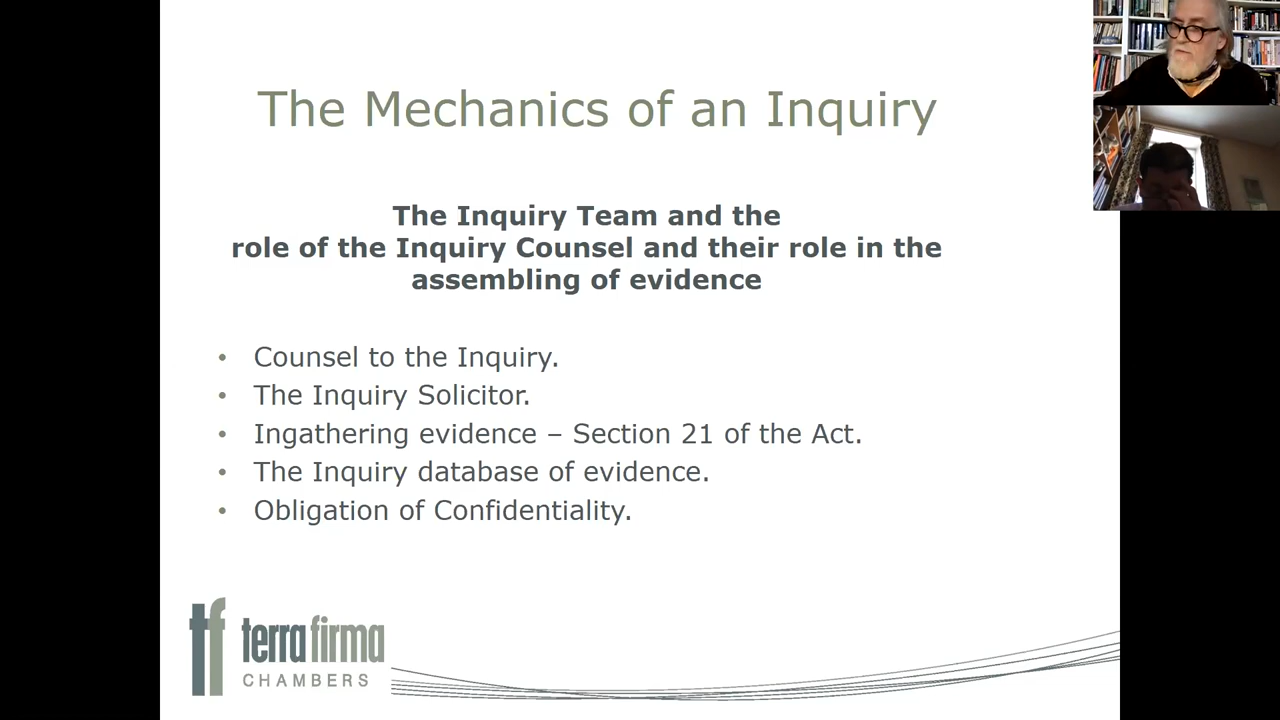 The Mechanics of an Inquiry
The Inquiry Team and the
role of the Inquiry Counsel and their role in the
assembling of evidence
• Counsel to the Inquiry.
• The Inquiry Solicitor.
• Ingathering evidence – Section 21 of the Act.
• The Inquiry database of evidence.
• Obligation of Confidentiality.
tf terra firma
CHAMBERS